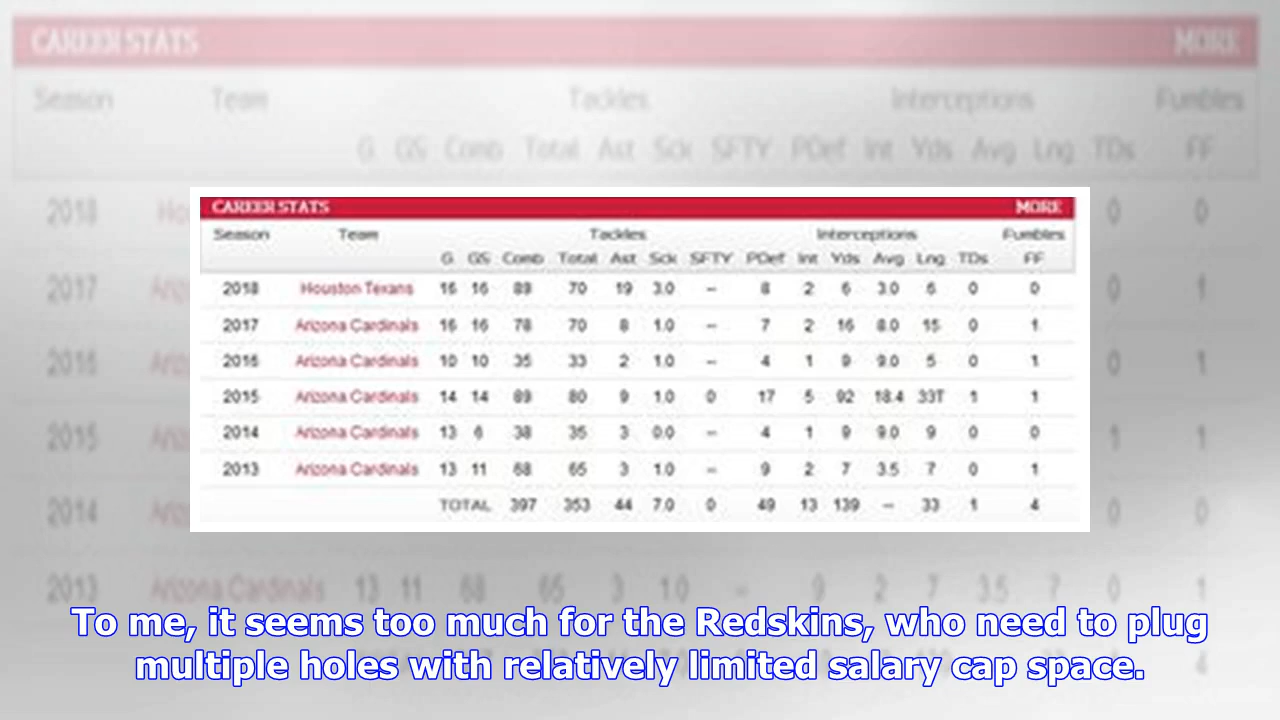 CAREER STATS MORE
Season Team Tackles Interceptions Fumbles
G GS Comb Total Ast Sck SFTY PDef Int Yds Avg Lng TDs FF
2018 Houston Texans 16 16 89 70 19 3.0 -- 8 2 6 3.0 6 0 0
2017 Arizona Cardinals 16 16 78 70 8 1.0 -- 7 2 16 8.0 15 0 1
2016 Arizona Cardinals 10 10 35 33 2 1.0 -- 4 1 9 9.0 5 0 1
2015 Arizona Cardinals 14 14 89 80 9 1.0 0 17 5 92 18.4 33T 1 1
2014 Arizona Cardinals 13 6 38 35 3 0.0 -- 4 1 9 9.0 9 0 0
2013 Arizona Cardinals 13 11 68 65 3 1.0 -- 9 2 7 3.5 7 0 1
TOTAL 397 353 44 7.0 0 49 13 139 -- 33 1 4
To me, it seems too much for the Redskins, who need to plug
multiple holes with relatively limited salary cap space.